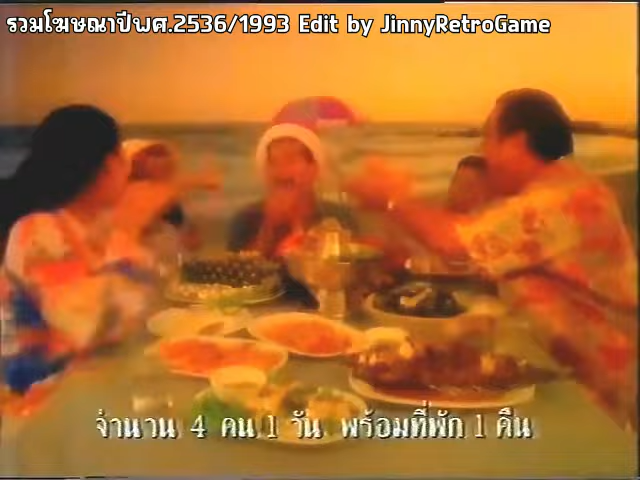 รวมโฆษณาปีพศ.2536/1993 Edit by JinnyRetroGame
จำนวน 4 คน 1 วัน พร้อมที่พัก 1 คืน